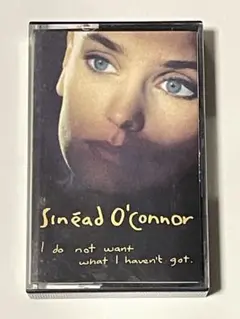 Sinéad O'Connor
I do not want
what I haven't got.